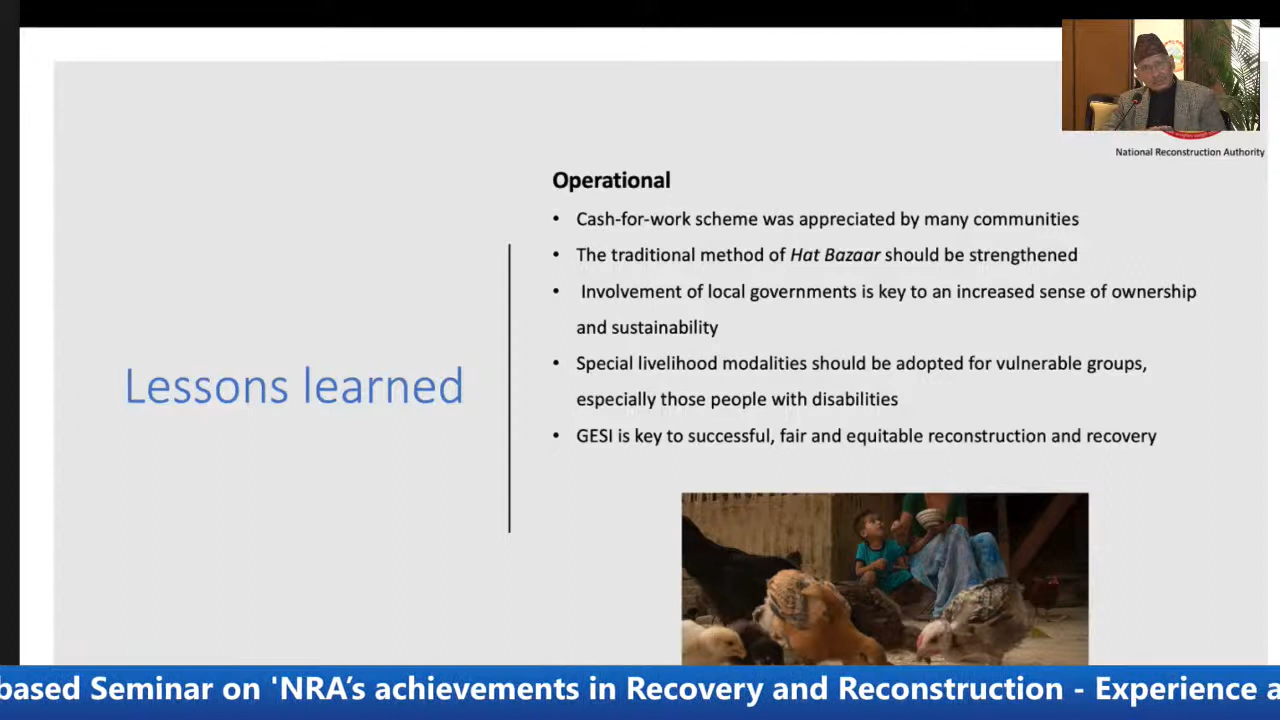 National Reconstruction Authority
Operational
• Cash-for-work scheme was appreciated by many communities
• The traditional method of Hat Bazaar should be strengthened
• Involvement of local governments is key to an increased sense of ownership
and sustainability
• Special livelihood modalities should be adopted for vulnerable groups,
especially those people with disabilities
• GESI is key to successful, fair and equitable reconstruction and recovery
Lessons learned
based Seminar on 'NRA’s achievements in Recovery and Reconstruction - Experience a